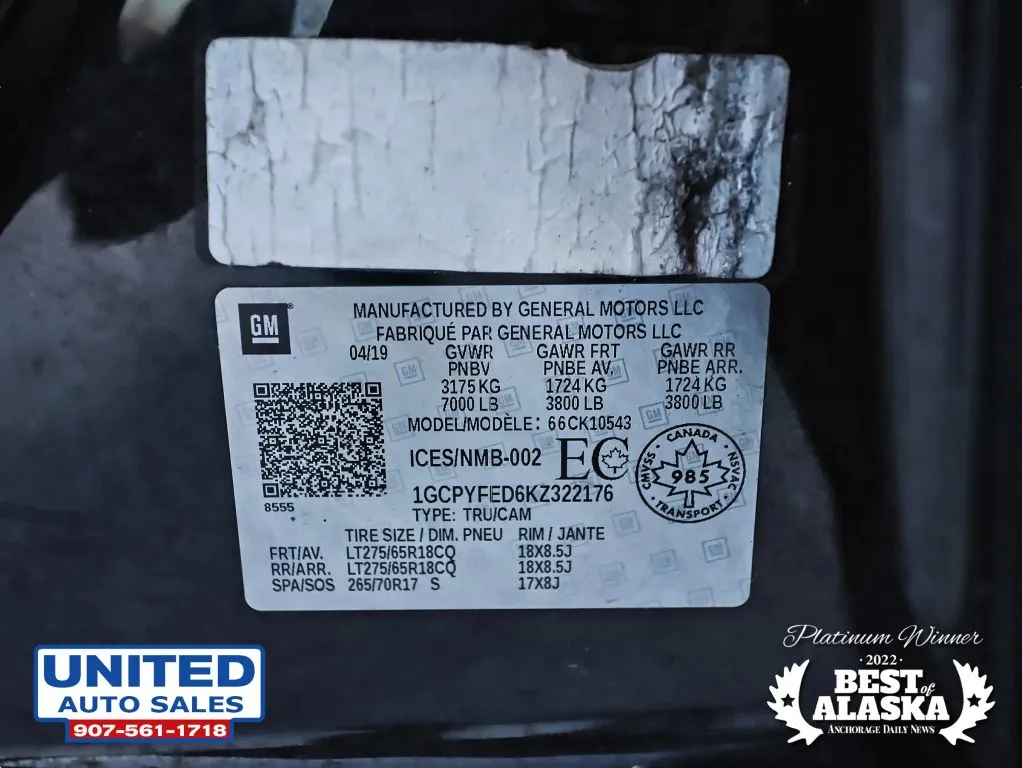 GM
MANUFACTURED BY GENERAL MOTORS LLC
FABRIQUÉ PAR GENERAL MOTORS LLC
04/19 GVWR GAWR FRT GAWR RR
PNBV PNBE AV. PNBE ARR.
3175 KG 1724 KG 1724 KG
7000 LB 3800 LB 3800 LB
MODEL/MODÈLE: 66CK10543
ICES/NMB-002 EC
CANADA
CMVSS 985 NSVAC
TRANSPORT
8555
1GCPYFED6KZ322176
TYPE: TRU/CAM
TIRE SIZE / DIM. PNEU RIM / JANTE
FRT/AV. LT275/65R18CQ 18X8.5J
RR/ARR. LT275/65R18CQ 18X8.5J
SPA/SOS 265/70R17 S 17X8J
UNITED
AUTO SALES
907-561-1718
Platinum Winner
· 2022 ·
BEST of
ALASKA
ANCHORAGE DAILY NEWS